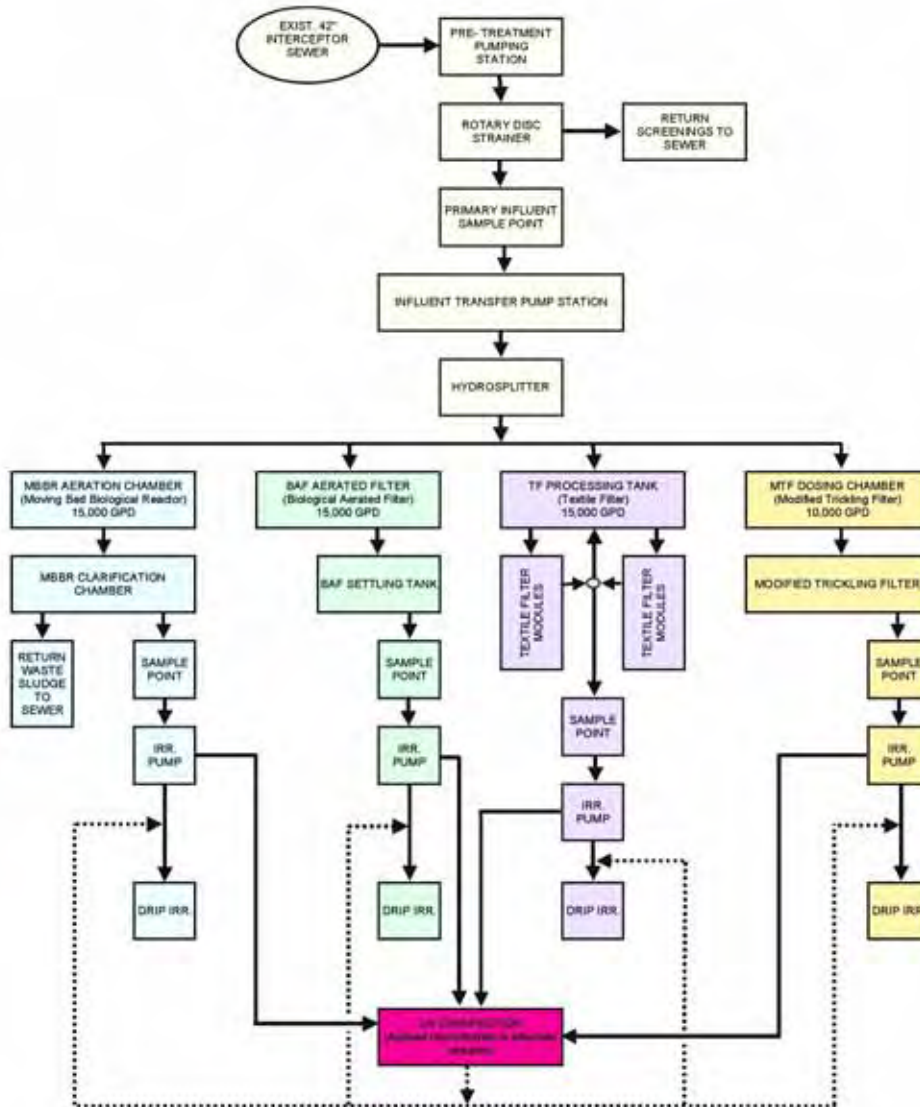 EXIST. 42"
INTERCEPTOR
SEWER
PRE- TREATMENT
PUMPING
STATION
ROTARY DISC
STRAINER
RETURN
SCREENINGS TO
SEWER
PRIMARY INFLUENT
SAMPLE POINT
INFLUENT TRANSFER PUMP STATION
HYDROSPLITTER
MBBR AERATION CHAMBER
(Moving Bed Biological Reactor)
15,000 GPD
BAF AERATED FILTER
(Biological Aerated Filter)
15,000 GPD
TF PROCESSING TANK
(Textile Filter)
15,000 GPD
MTF DOSING CHAMBER
(Modified Trickling Filter)
10,000 GPD
MBBR CLARIFICATION
CHAMBER
BAF SETTLING TANK
TEXTILE FILTER
MODULES
TEXTILE FILTER
MODULES
MODIFIED TRICKLING FILTER
RETURN
WASTE
SLUDGE
TO
SEWER
SAMPLE
POINT
SAMPLE
POINT
SAMPLE
POINT
SAMPLE
POINT
IRR.
PUMP
IRR.
PUMP
IRR.
PUMP
IRR.
PUMP
DRIP IRR.
DRIP IRR.
DRIP IRR.
DRIP IRR.
UV DISINFECTION